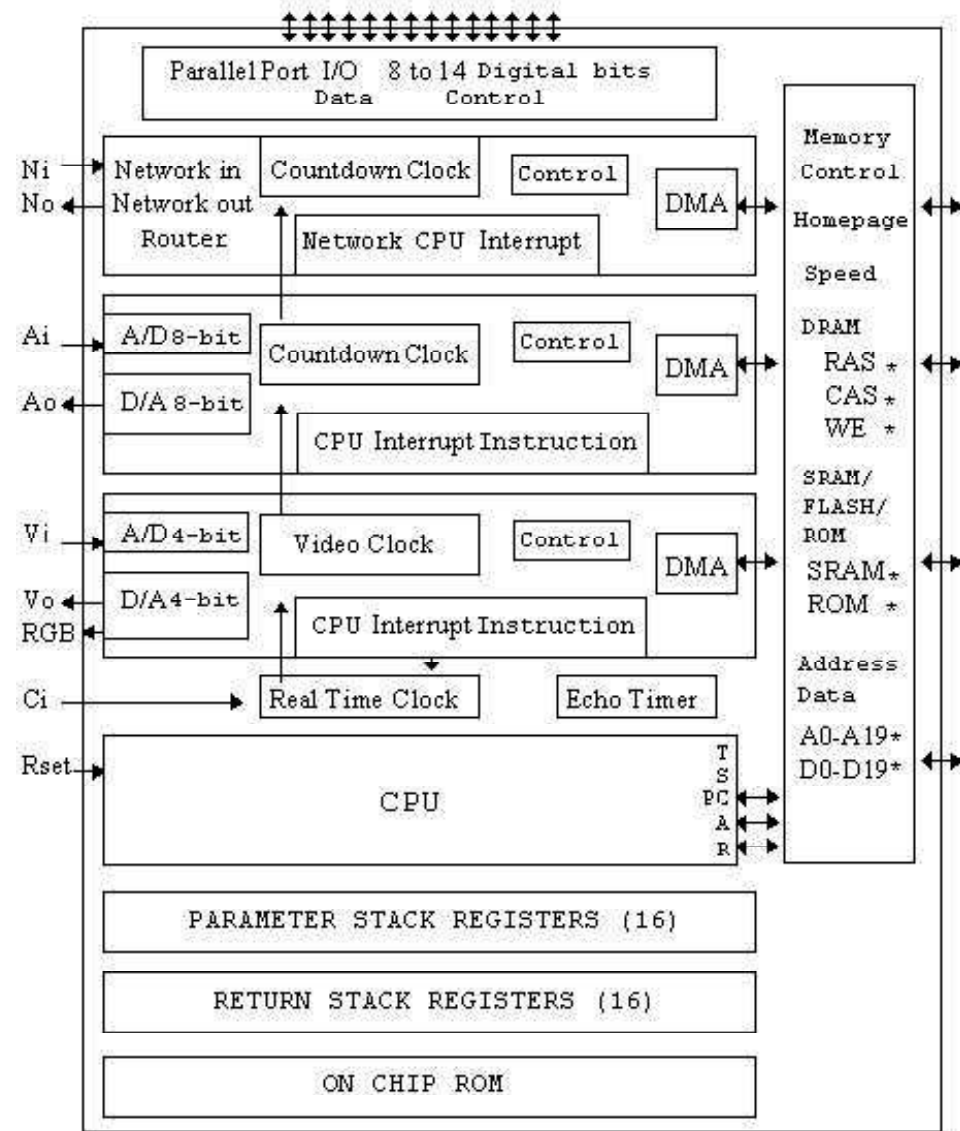 Parallel Port I/O 8 to 14 Digital bits
Data Control
Ni
No
Network in
Network out
Router
Countdown Clock
Control
DMA
Network CPU Interrupt
Ai
Ao
A/D 8-bit
D/A 8-bit
Countdown Clock
Control
DMA
CPU Interrupt Instruction
Vi
Vo
RGB
A/D 4-bit
D/A 4-bit
Video Clock
Control
DMA
CPU Interrupt Instruction
Ci
Real Time Clock
Echo Timer
Rset
CPU
T
S
PC
A
R
Memory
Control
Homepage
Speed
DRAM
RAS *
CAS *
WE *
SRAM/
FLASH/
ROM
SRAM*
ROM *
Address
Data
A0-A19*
D0-D19*
PARAMETER STACK REGISTERS (16)
RETURN STACK REGISTERS (16)
ON CHIP ROM